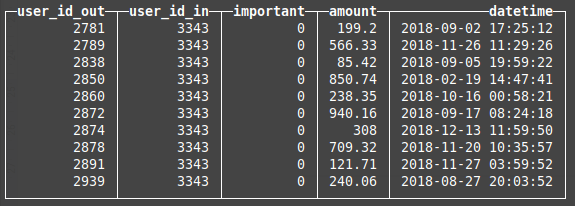 user_id_out user_id_in important amount datetime
2781 3343 0 199.2 2018-09-02 17:25:12
2789 3343 0 566.33 2018-11-26 11:29:26
2838 3343 0 85.42 2018-09-05 19:59:22
2850 3343 0 850.74 2018-02-19 14:47:41
2860 3343 0 238.35 2018-10-16 00:58:21
2872 3343 0 940.16 2018-09-17 08:24:18
2874 3343 0 308 2018-12-13 11:59:50
2878 3343 0 709.32 2018-11-20 10:35:57
2891 3343 0 121.71 2018-11-27 03:59:52
2939 3343 0 240.06 2018-08-27 20:03:52